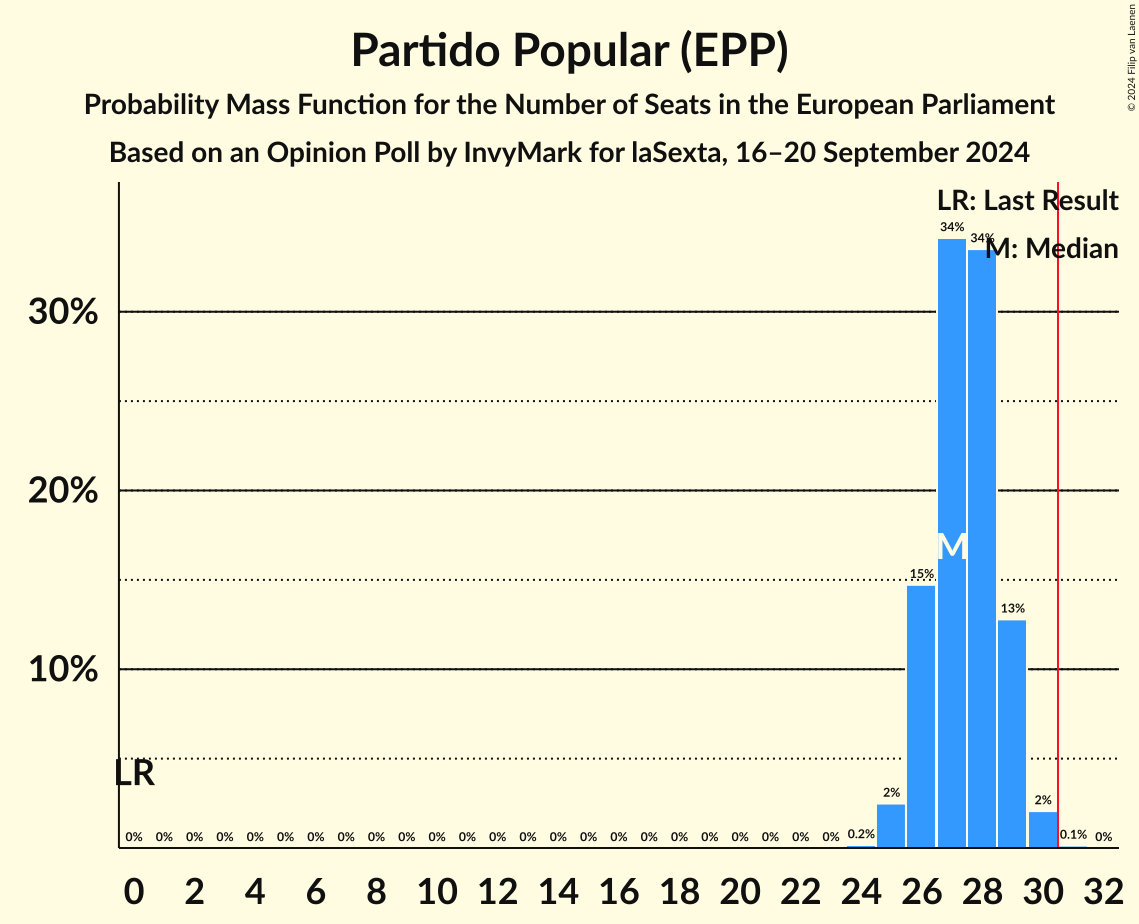 Partido Popular (EPP)
Probability Mass Function for the Number of Seats in the European Parliament
Based on an Opinion Poll by InvyMark for laSexta, 16–20 September 2024
© 2024 Filip van Laenen
LR: Last Result
M: Median
34% 34%
30%
20%
M
15%
13%
10%
LR
2% 2%
0% 0% 0% 0% 0% 0% 0% 0% 0% 0% 0% 0% 0% 0% 0% 0% 0% 0% 0% 0% 0% 0% 0% 0% 0.2% 0.1% 0%
0 2 4 6 8 10 12 14 16 18 20 22 24 26 28 30 32